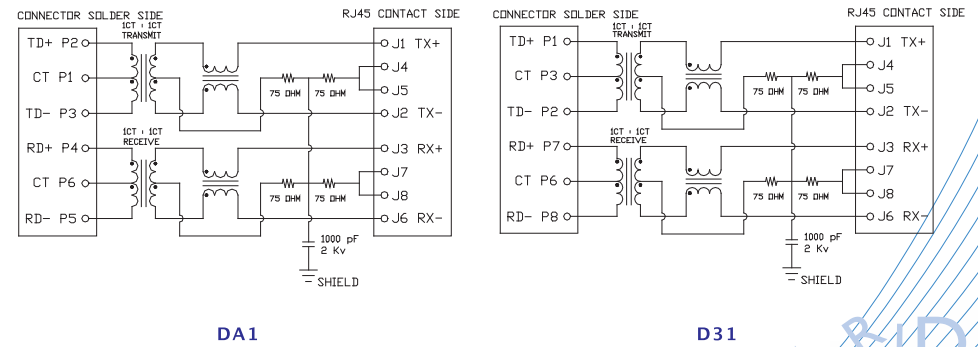 CONNECTOR SOLDER SIDE
RJ45 CONTACT SIDE
1CT : 1CT
TRANSMIT
TD+ P2
J1 TX+
J4
CT P1
75 OHM
75 OHM
J5
TD- P3
J2 TX-
1CT : 1CT
RECEIVE
RD+ P4
J3 RX+
J7
CT P6
75 OHM
75 OHM
J8
RD- P5
J6 RX-
1000 pF
2 Kv
SHIELD
DA1
CONNECTOR SOLDER SIDE
RJ45 CONTACT SIDE
1CT : 1CT
TRANSMIT
TD+ P1
J1 TX+
J4
CT P3
75 OHM
75 OHM
J5
TD- P2
J2 TX-
1CT : 1CT
RECEIVE
RD+ P7
J3 RX+
J7
CT P6
75 OHM
75 OHM
J8
RD- P8
J6 RX-
1000 pF
2 Kv
SHIELD
D31